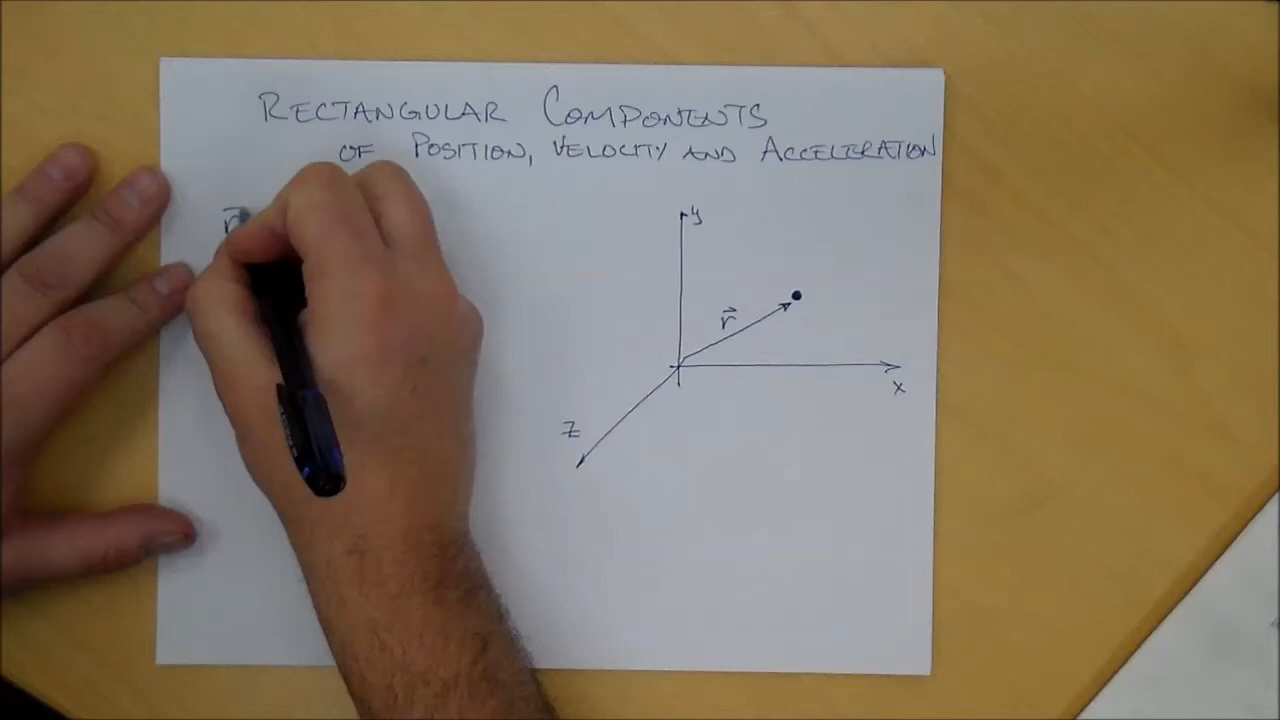 RECTANGULAR COMPONENTS
OF POSITION, VELOCITY AND ACCELERATION
r⃗
y
r⃗
x
z